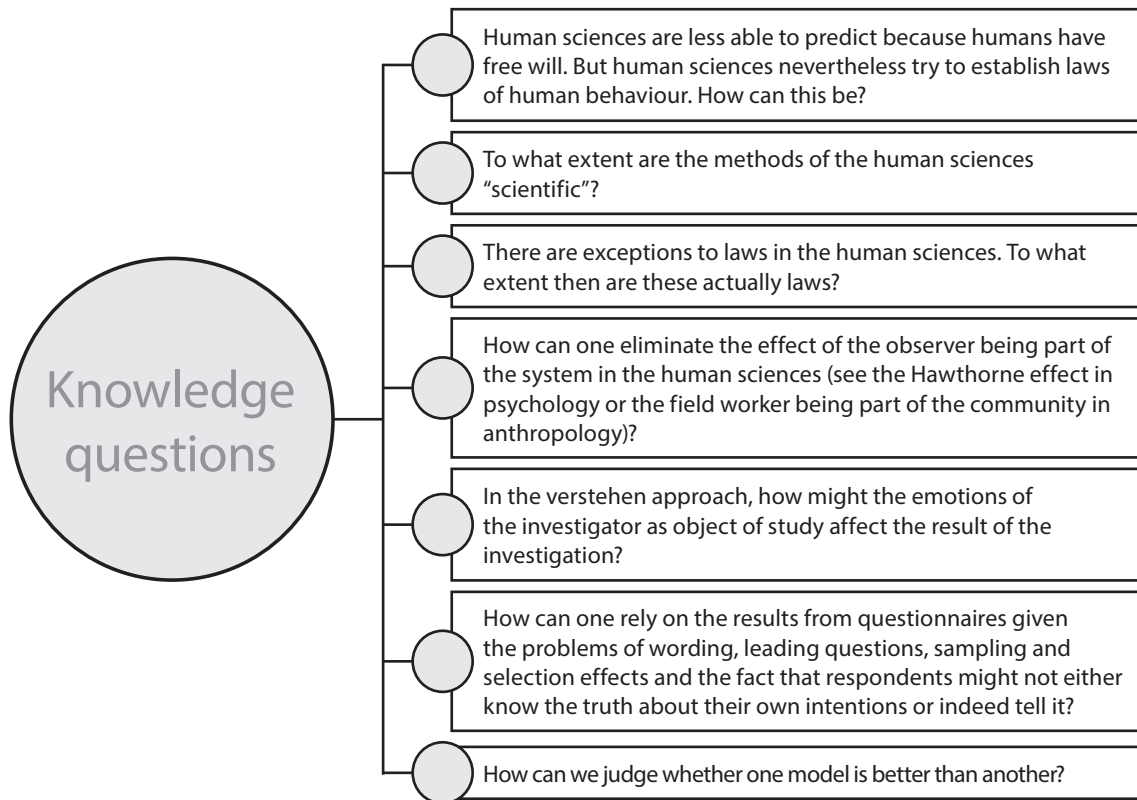 Knowledge
questions
Human sciences are less able to predict because humans have
free will. But human sciences nevertheless try to establish laws
of human behaviour. How can this be?
To what extent are the methods of the human sciences
“scientific”?
There are exceptions to laws in the human sciences. To what
extent then are these actually laws?
How can one eliminate the effect of the observer being part of
the system in the human sciences (see the Hawthorne effect in
psychology or the field worker being part of the community in
anthropology)?
In the verstehen approach, how might the emotions of
the investigator as object of study affect the result of the
investigation?
How can one rely on the results from questionnaires given
the problems of wording, leading questions, sampling and
selection effects and the fact that respondents might not either
know the truth about their own intentions or indeed tell it?
How can we judge whether one model is better than another?